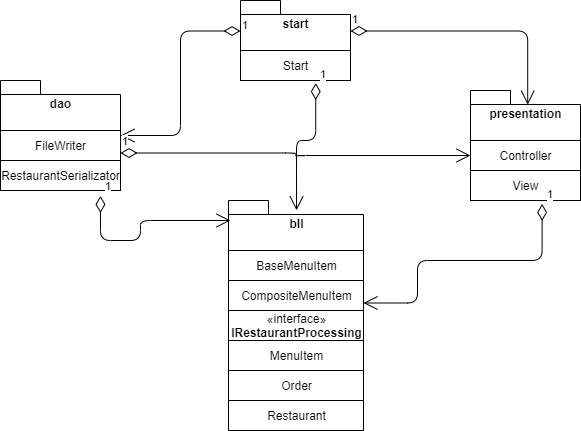 start
1
1
Start
1
dao
FileWriter
1
RestaurantSerializator
1
presentation
Controller
View
1
bll
BaseMenuItem
CompositeMenuItem
«interface»
IRestaurantProcessing
MenuItem
Order
Restaurant